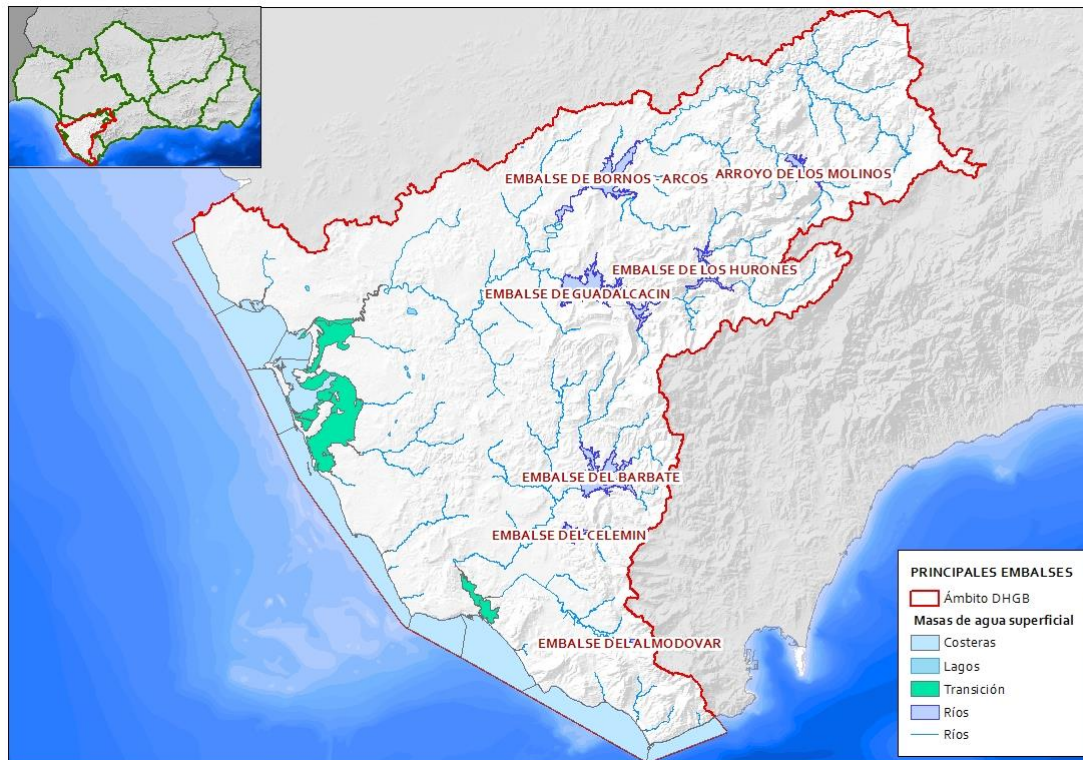 EMBALSE DE BORNOS - ARCOS
ARROYO DE LOS MOLINOS
EMBALSE DE LOS HURONES
EMBALSE DE GUADALCACIN
EMBALSE DEL BARBATE
EMBALSE DEL CELEMIN
EMBALSE DEL ALMODOVAR
PRINCIPALES EMBALSES
Ámbito DHGB
Masas de agua superficial
Costeras
Lagos
Transición
Ríos
Ríos